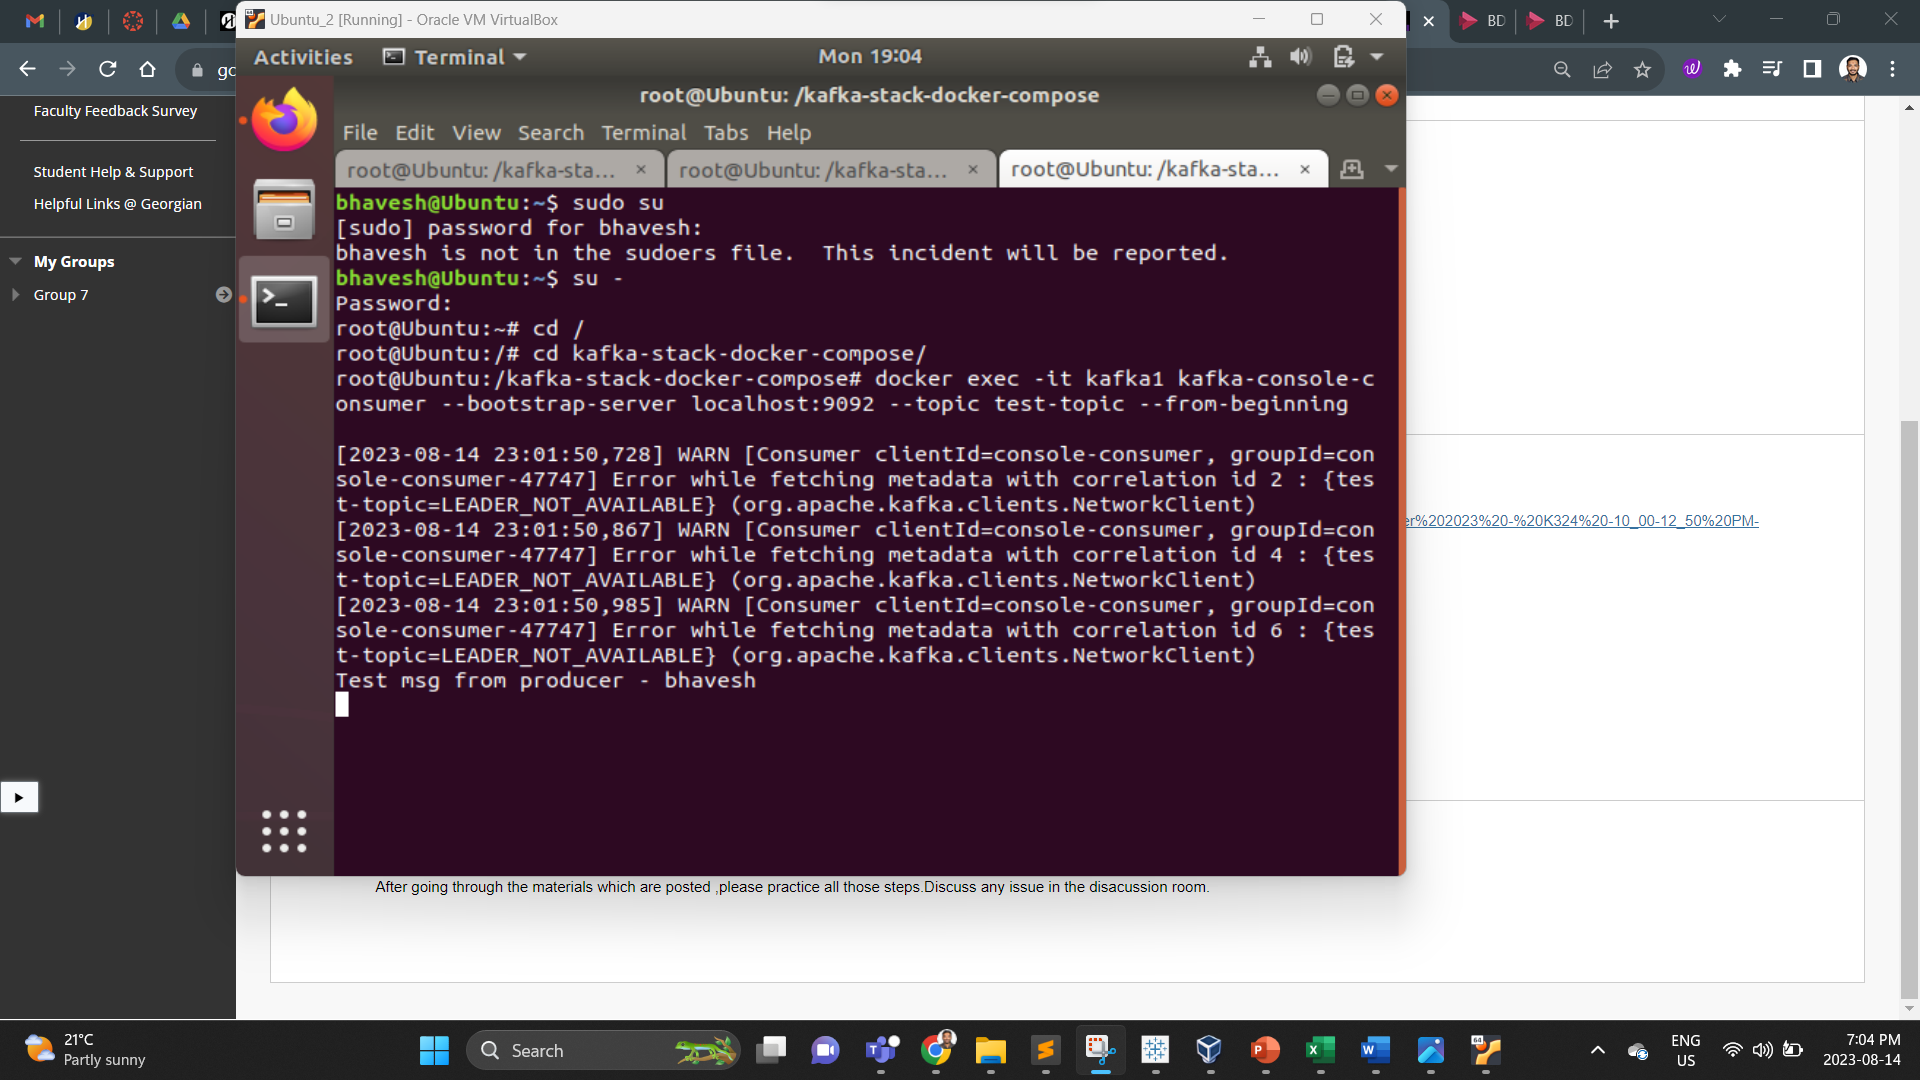 Ubuntu_2 [Running] - Oracle VM VirtualBox
BD
BD
Activities
Terminal
Mon 19:04
root@Ubuntu: /kafka-stack-docker-compose
File Edit View Search Terminal Tabs Help
root@Ubuntu: /kafka-sta...
root@Ubuntu: /kafka-sta...
root@Ubuntu: /kafka-sta...
bhavesh@Ubuntu:~$ sudo su
[sudo] password for bhavesh:
bhavesh is not in the sudoers file.  This incident will be reported.
bhavesh@Ubuntu:~$ su -
Password:
root@Ubuntu:~# cd /
root@Ubuntu:/# cd kafka-stack-docker-compose/
root@Ubuntu:/kafka-stack-docker-compose# docker exec -it kafka1 kafka-console-c
onsumer --bootstrap-server localhost:9092 --topic test-topic --from-beginning
[2023-08-14 23:01:50,728] WARN [Consumer clientId=console-consumer, groupId=con
sole-consumer-47747] Error while fetching metadata with correlation id 2 : {tes
t-topic=LEADER_NOT_AVAILABLE} (org.apache.kafka.clients.NetworkClient)
[2023-08-14 23:01:50,867] WARN [Consumer clientId=console-consumer, groupId=con
sole-consumer-47747] Error while fetching metadata with correlation id 4 : {tes
t-topic=LEADER_NOT_AVAILABLE} (org.apache.kafka.clients.NetworkClient)
[2023-08-14 23:01:50,985] WARN [Consumer clientId=console-consumer, groupId=con
sole-consumer-47747] Error while fetching metadata with correlation id 6 : {tes
t-topic=LEADER_NOT_AVAILABLE} (org.apache.kafka.clients.NetworkClient)
Test msg from producer - bhavesh
Faculty Feedback Survey
Student Help & Support
Helpful Links @ Georgian
My Groups
Group 7
er%202023%20-%20K324%20-10_00-12_50%20PM-
After going through the materials which are posted ,please practice all those steps.Discuss any issue in the disacussion room.
21°C
Partly sunny
Search
ENG
US
7:04 PM
2023-08-14